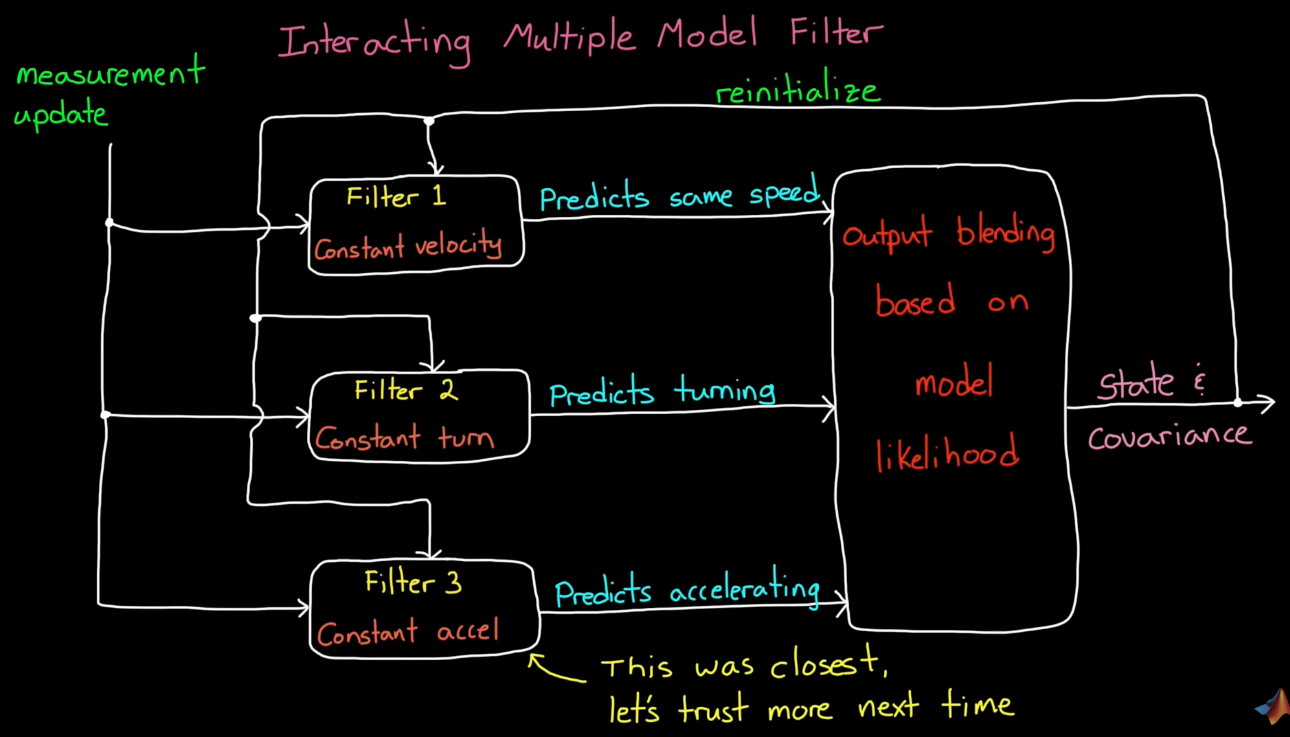 Interacting Multiple Model Filter
measurement
update
reinitialize
Filter 1
Constant velocity
Predicts same speed
Filter 2
Constant turn
Predicts turning
Filter 3
Constant accel
Predicts accelerating
Output blending
based on
model
likelihood
State &
Covariance
This was closest,
let's trust more next time